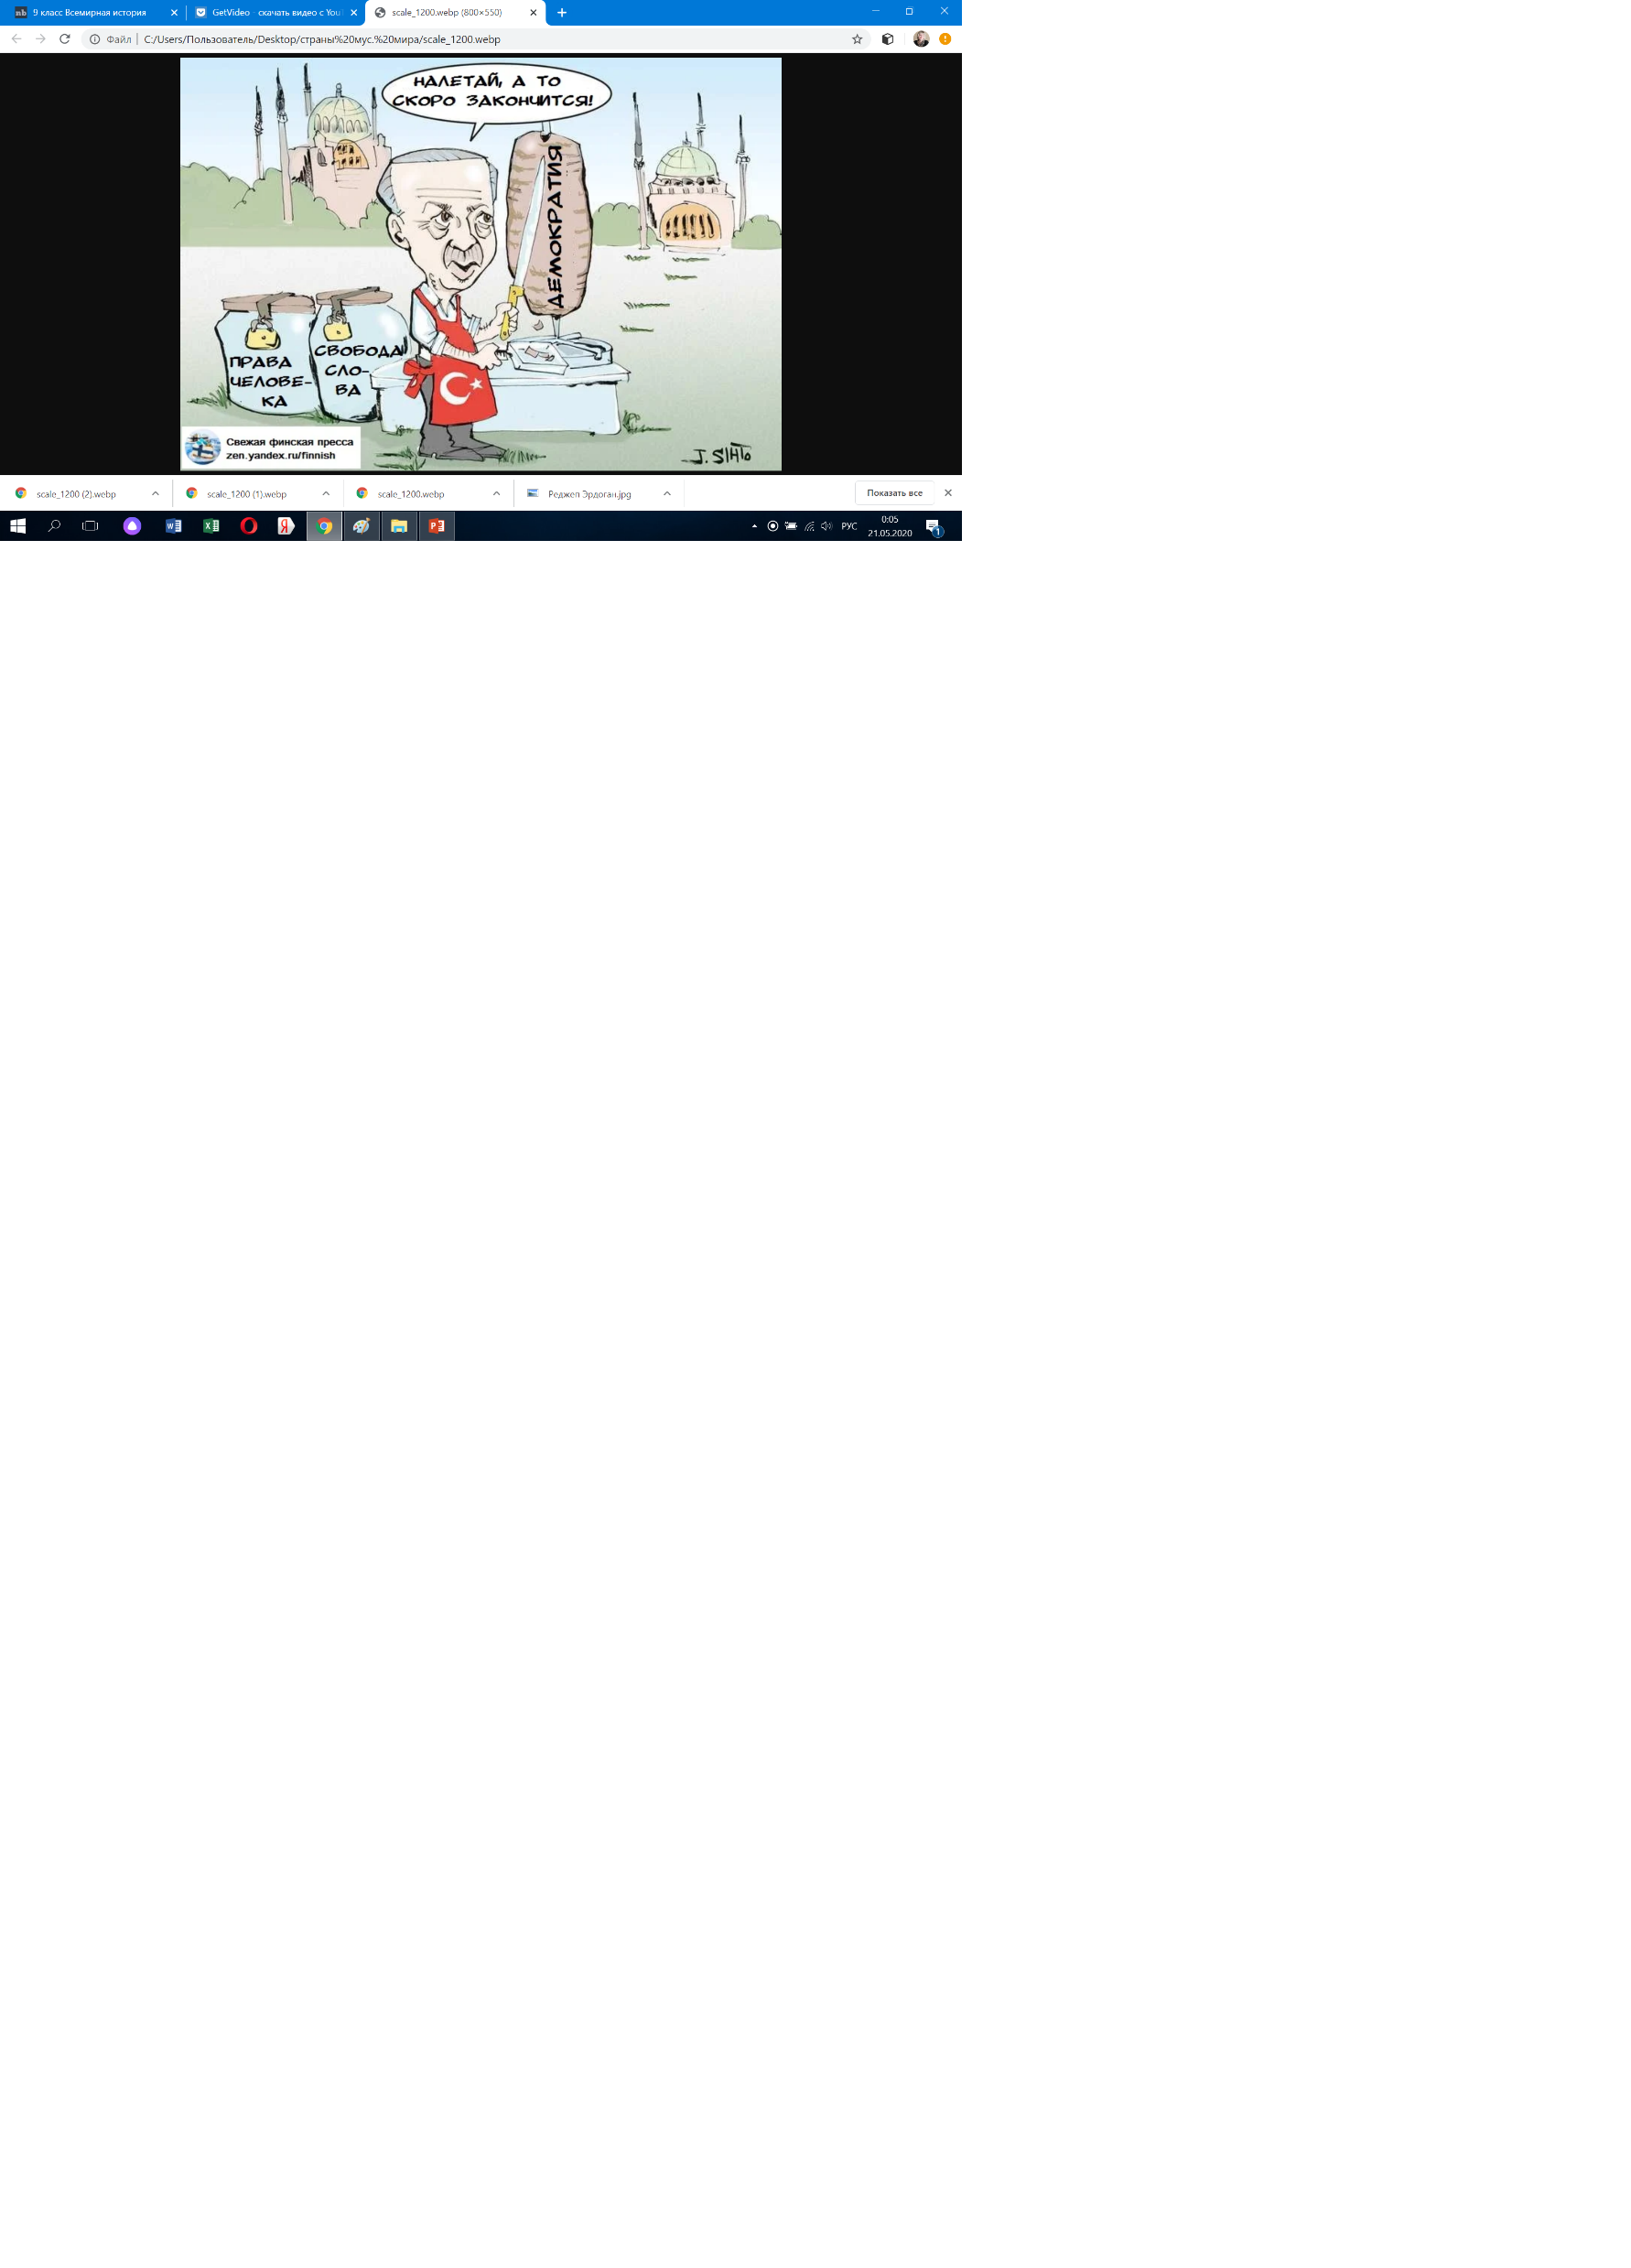 9 класс Всемирная история
GetVideo - скачать видео с You
scale_1200.webp (800×550)
Файл | C:/Users/Пользователь/Desktop/страны%20мус.%20мира/scale_1200.webp
НАЛЕТАЙ, А ТО
СКОРО ЗАКОНЧИТСЯ!
ДЕМОКРАТИЯ
ПРАВА
ЧЕЛОВЕ-
КА
СВОБОДА
СЛО-
ВА
Свежая финская пресса
zen.yandex.ru/finnish
scale_1200 (2).webp
scale_1200 (1).webp
scale_1200.webp
Реджеп Эрдоган.jpg
Показать все
РУС
0:05
21.05.2020
1